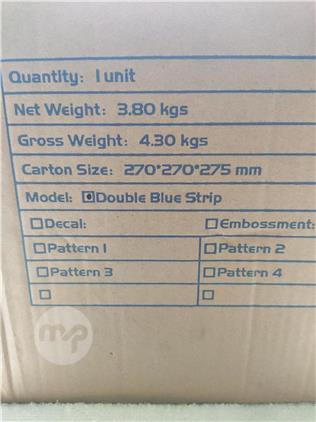 Quantity: 1 unit
Net Weight: 3.80 kgs
Gross Weight: 4.30 kgs
Carton Size: 270*270*275 mm
Model: Double Blue Strip
Decal: Embossment:
Pattern 1 Pattern 2
Pattern 3 Pattern 4
mp